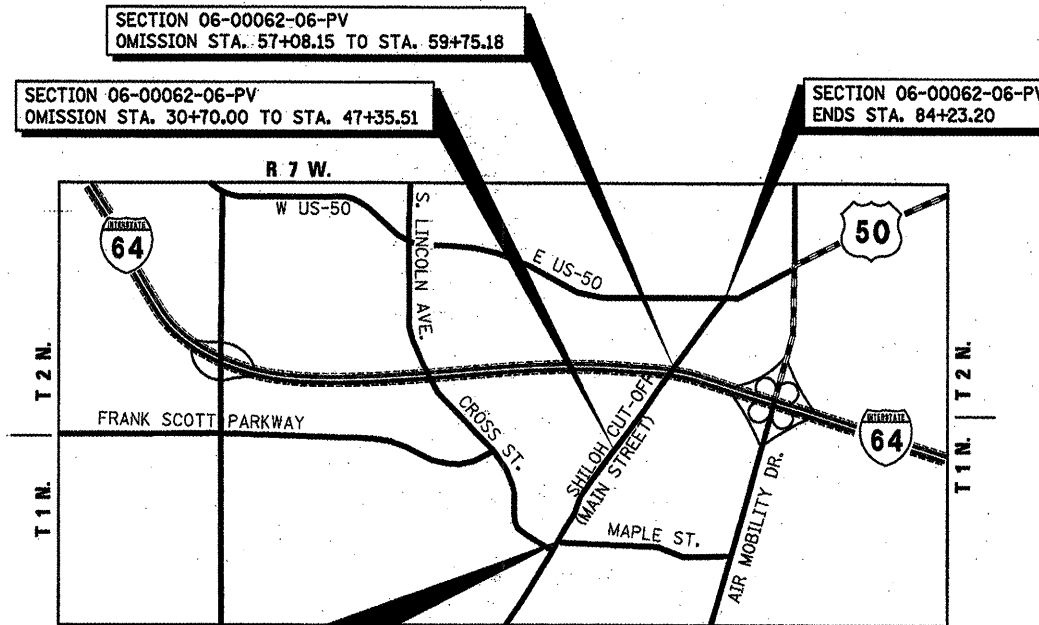 SECTION 06-00062-06-PV
OMISSION STA. 57+08.15 TO STA. 59+75.18
SECTION 06-00062-06-PV
OMISSION STA. 30+70.00 TO STA. 47+35.51
SECTION 06-00062-06-PV
ENDS STA. 84+23.20
R 7 W.
W US-50
S. LINCOLN AVE.
E US-50
50
INTERSTATE
64
T 2 N.
T 2 N.
FRANK SCOTT PARKWAY
CROSS ST.
SHILOH CUT-OFF
(MAIN STREET)
INTERSTATE
64
T 1 N.
T 1 N.
MAPLE ST.
AIR MOBILITY DR.